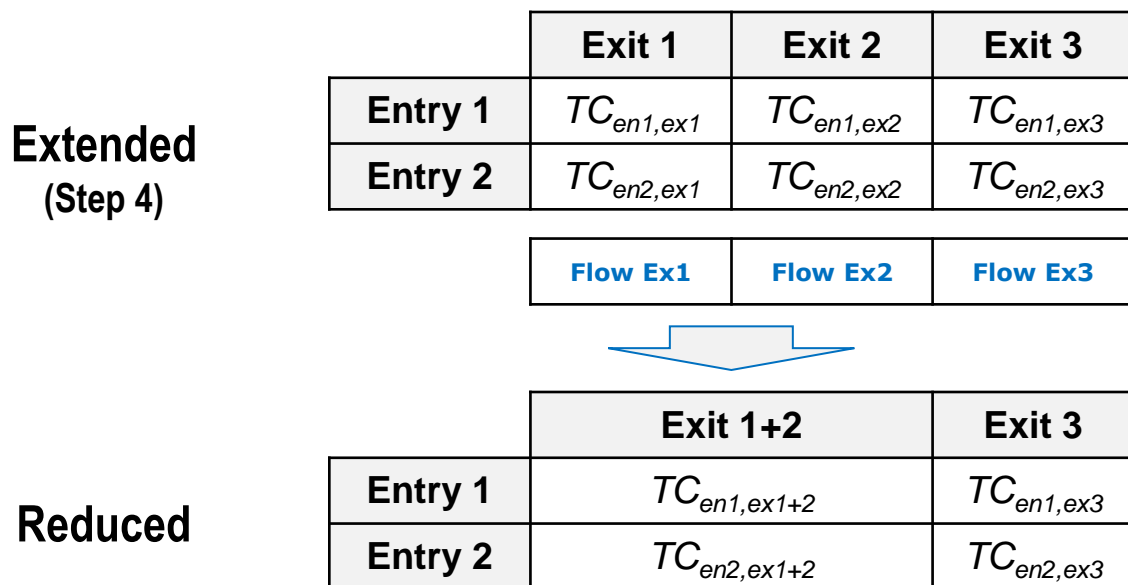 Exit 1 Exit 2 Exit 3
Extended
(Step 4)
Entry 1 TCen1,ex1 TCen1,ex2 TCen1,ex3
Entry 2 TCen2,ex1 TCen2,ex2 TCen2,ex3
Flow Ex1 Flow Ex2 Flow Ex3
Exit 1+2 Exit 3
Reduced
Entry 1 TCen1,ex1+2 TCen1,ex3
Entry 2 TCen2,ex1+2 TCen2,ex3